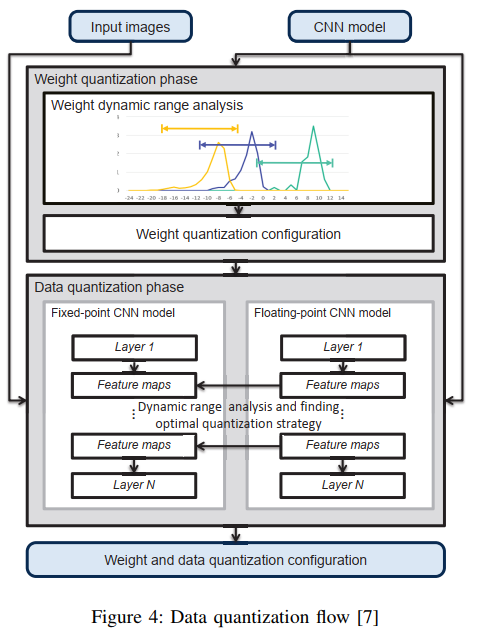 Input images
CNN model
Weight quantization phase
Weight dynamic range analysis
-24 -22 -20 -18 -16 -14 -12 -10 -8 -6 -4 -2 0 2 4 6 8 10 12 14
Weight quantization configuration
Data quantization phase
Fixed-point CNN model
Floating-point CNN model
Layer 1
Layer 1
Feature maps
Feature maps
⋮ Dynamic range analysis and finding ⋮
optimal quantization strategy
Feature maps
Feature maps
Layer N
Layer N
Weight and data quantization configuration
Figure 4: Data quantization flow [7]